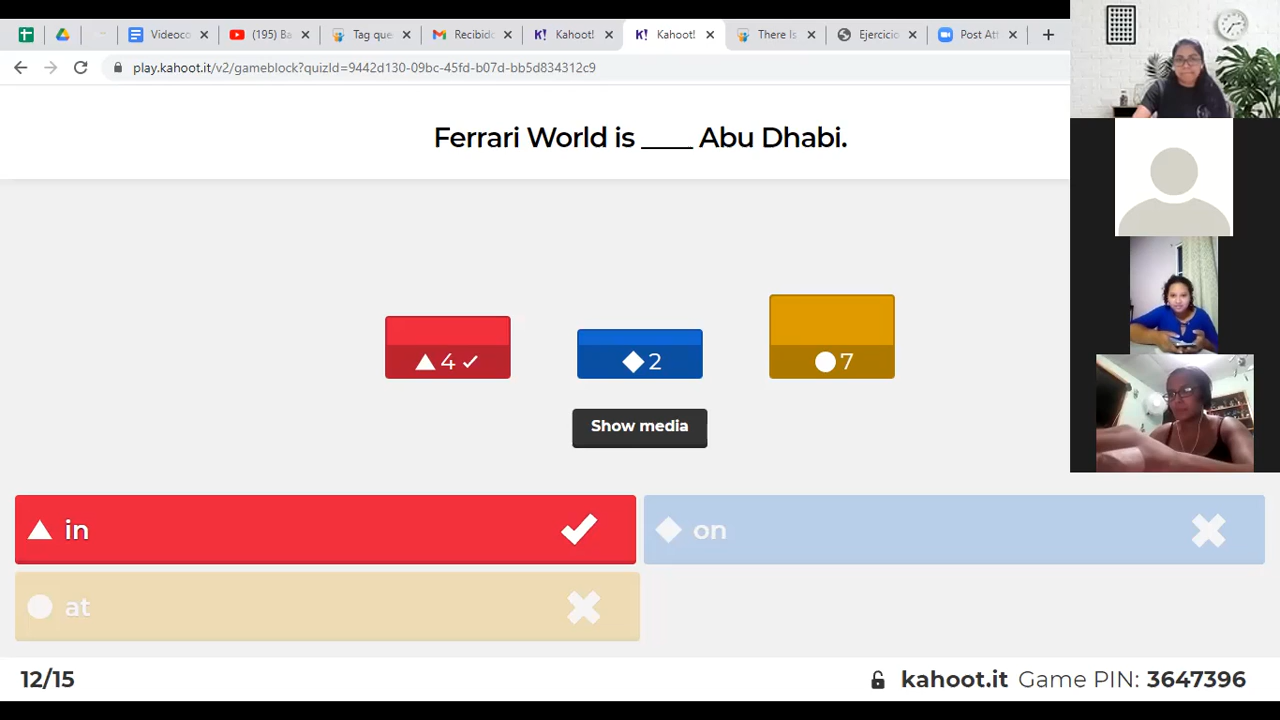 Videoco
(195) Ba
Tag que
Recibido
K! Kahoot!
K! Kahoot!
There Is
Ejercicio
Post Att
play.kahoot.it/v2/gameblock?quizId=9442d130-09bc-45fd-b07d-bb5d834312c9
Ferrari World is ____ Abu Dhabi.
4
2
7
Show media
in
on
at
12/15
kahoot.it Game PIN: 3647396